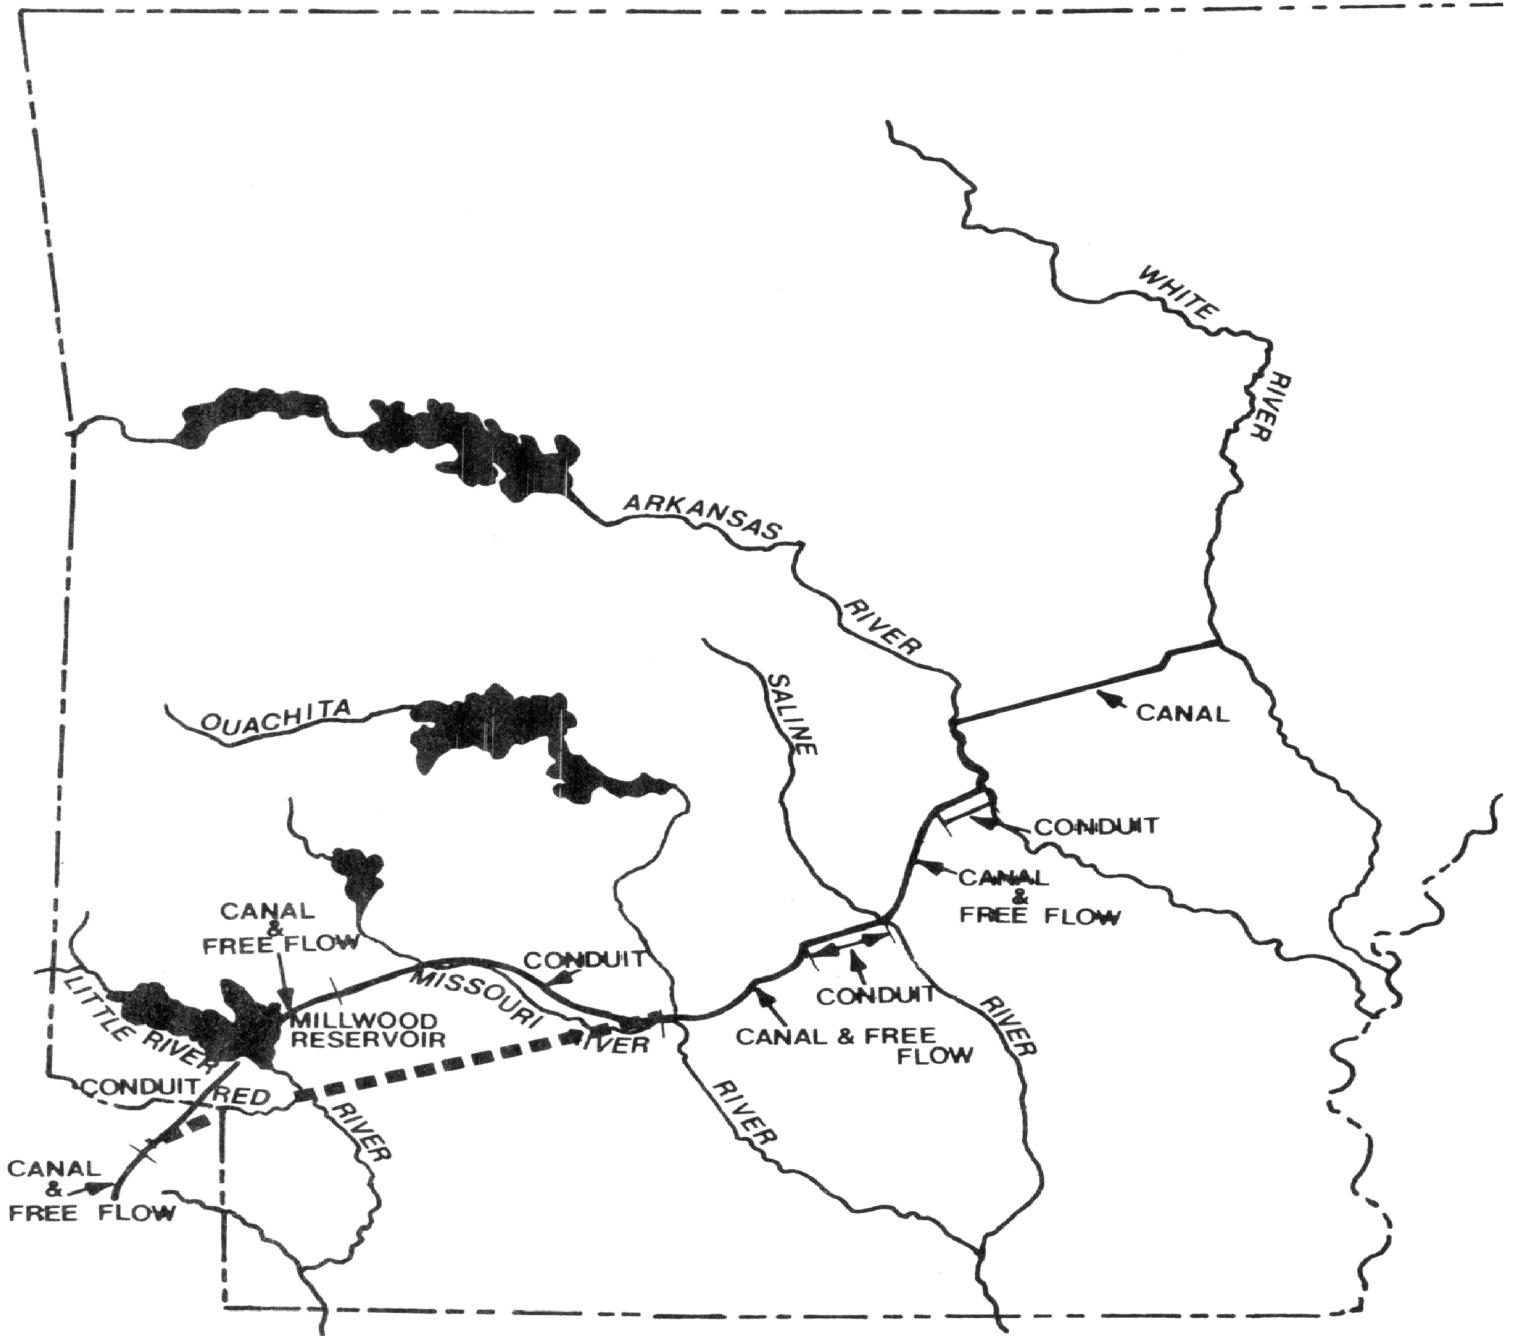 WHITE
RIVER
ARKANSAS
RIVER
SALINE
OUACHITA
CANAL
CONDUIT
CANAL
&
FREE FLOW
CANAL
&
FREE FLOW
CONDUIT
MISSOURI
RIVER
CONDUIT
LITTLE RIVER
MILLWOOD
RESERVOIR
CANAL & FREE
FLOW
RIVER
CONDUIT
RED
RIVER
RIVER
CANAL
&
FREE FLOW